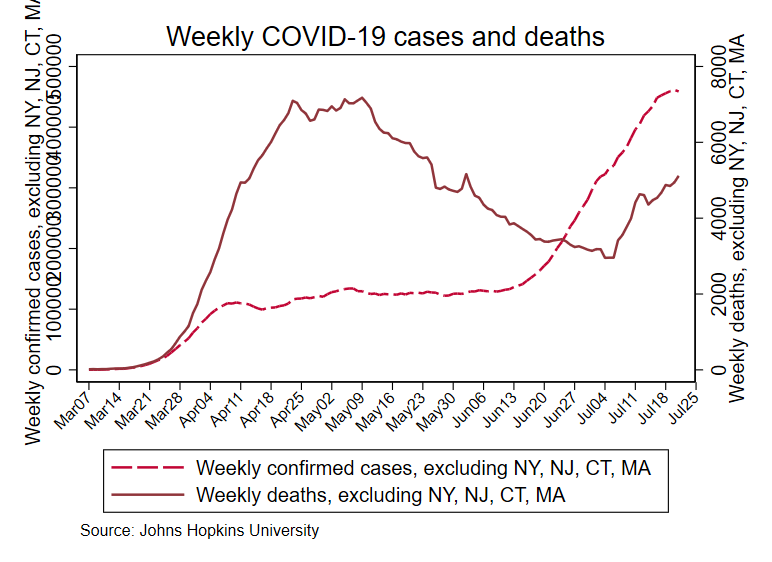 Weekly COVID-19 cases and deaths
Weekly confirmed cases, excluding NY, NJ, CT, MA
0
100000
200000
300000
400000
500000
0
2000
4000
6000
8000
Weekly deaths, excluding NY, NJ, CT, MA
Mar07 Mar14 Mar21 Mar28 Apr04 Apr11 Apr18 Apr25 May02 May09 May16 May23 May30 Jun06 Jun13 Jun20 Jun27 Jul04 Jul11 Jul18 Jul25
Weekly confirmed cases, excluding NY, NJ, CT, MA
Weekly deaths, excluding NY, NJ, CT, MA
Source: Johns Hopkins University